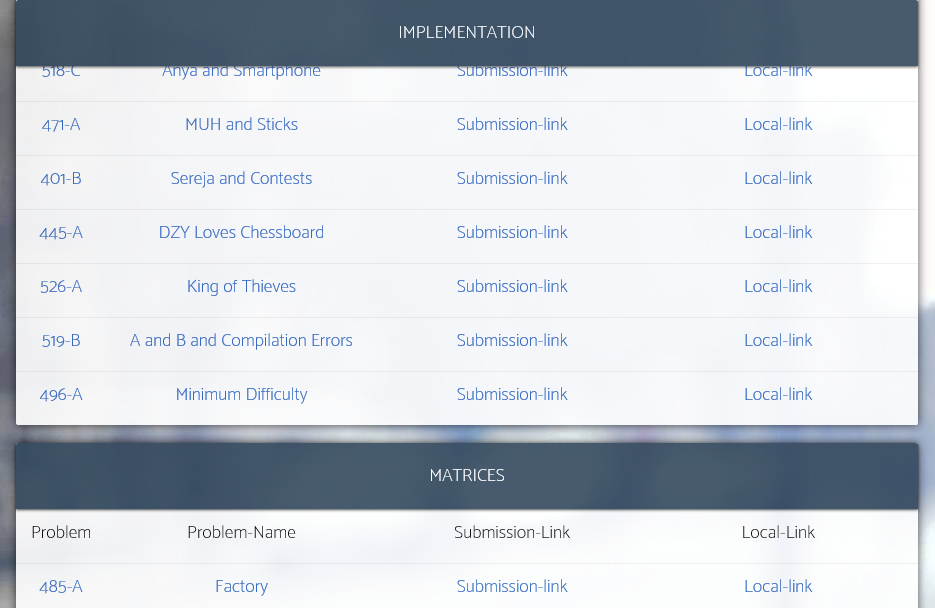 IMPLEMENTATION
518-C Anya and Smartphone Submission-link Local-link
471-A MUH and Sticks Submission-link Local-link
401-B Sereja and Contests Submission-link Local-link
445-A DZY Loves Chessboard Submission-link Local-link
526-A King of Thieves Submission-link Local-link
519-B A and B and Compilation Errors Submission-link Local-link
496-A Minimum Difficulty Submission-link Local-link
MATRICES
Problem Problem-Name Submission-Link Local-Link
485-A Factory Submission-link Local-link